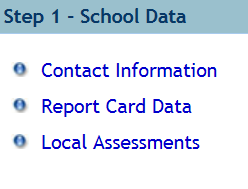 Step 1 - School Data
Contact Information
Report Card Data
Local Assessments